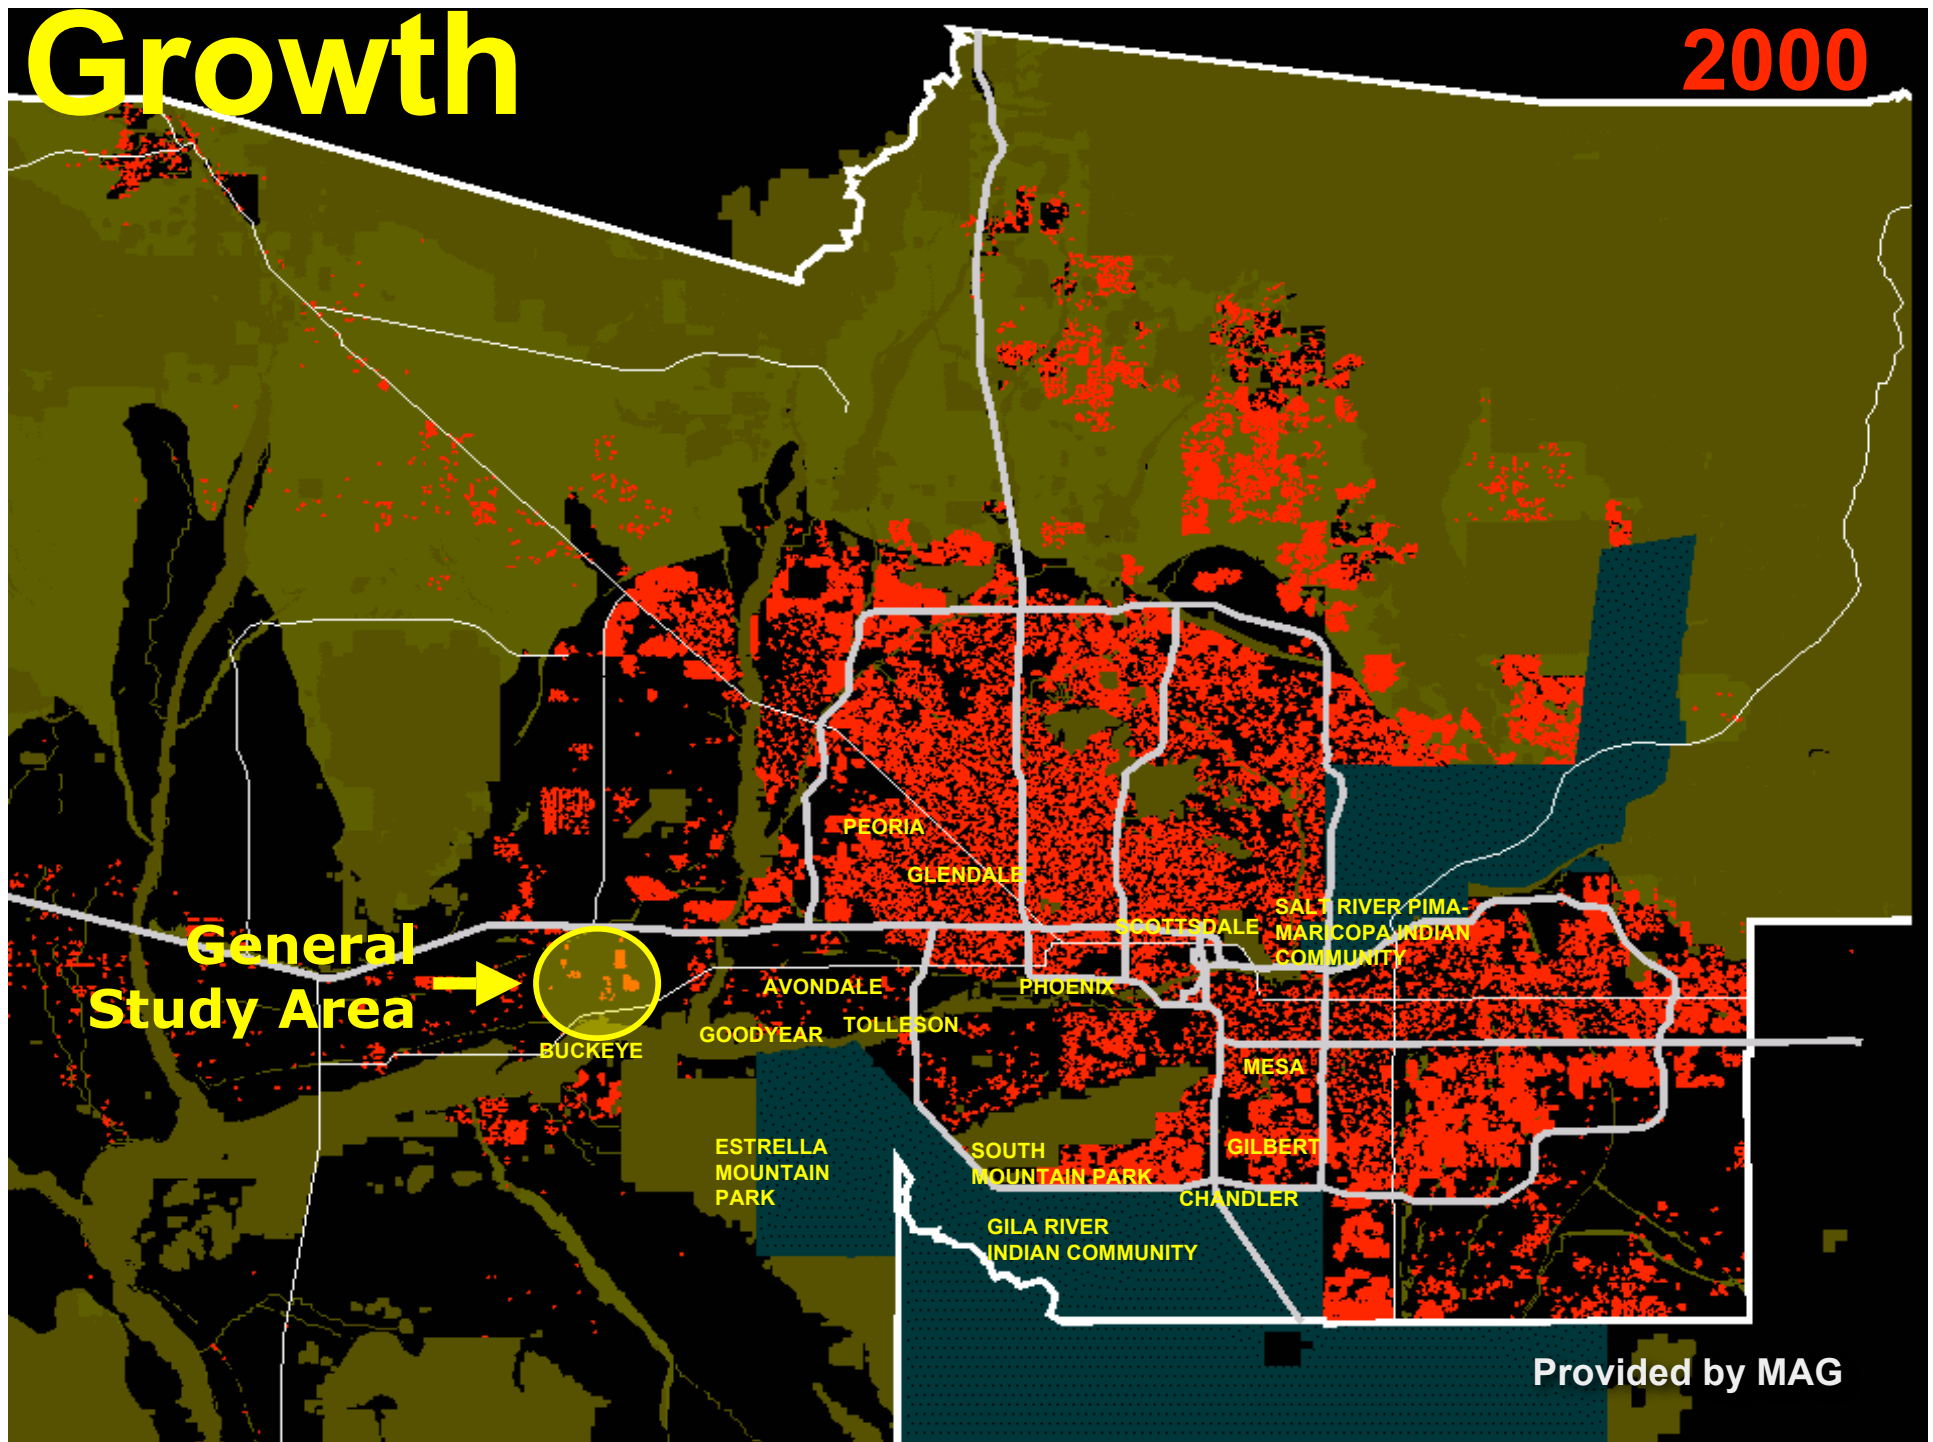 Growth
2000
PEORIA
GLENDALE
SCOTTSDALE
SALT RIVER PIMA-
MARICOPA INDIAN
COMMUNITY
General
Study Area
AVONDALE
PHOENIX
TOLLESON
GOODYEAR
BUCKEYE
MESA
ESTRELLA
MOUNTAIN
PARK
SOUTH
MOUNTAIN PARK
GILBERT
CHANDLER
GILA RIVER
INDIAN COMMUNITY
Provided by MAG